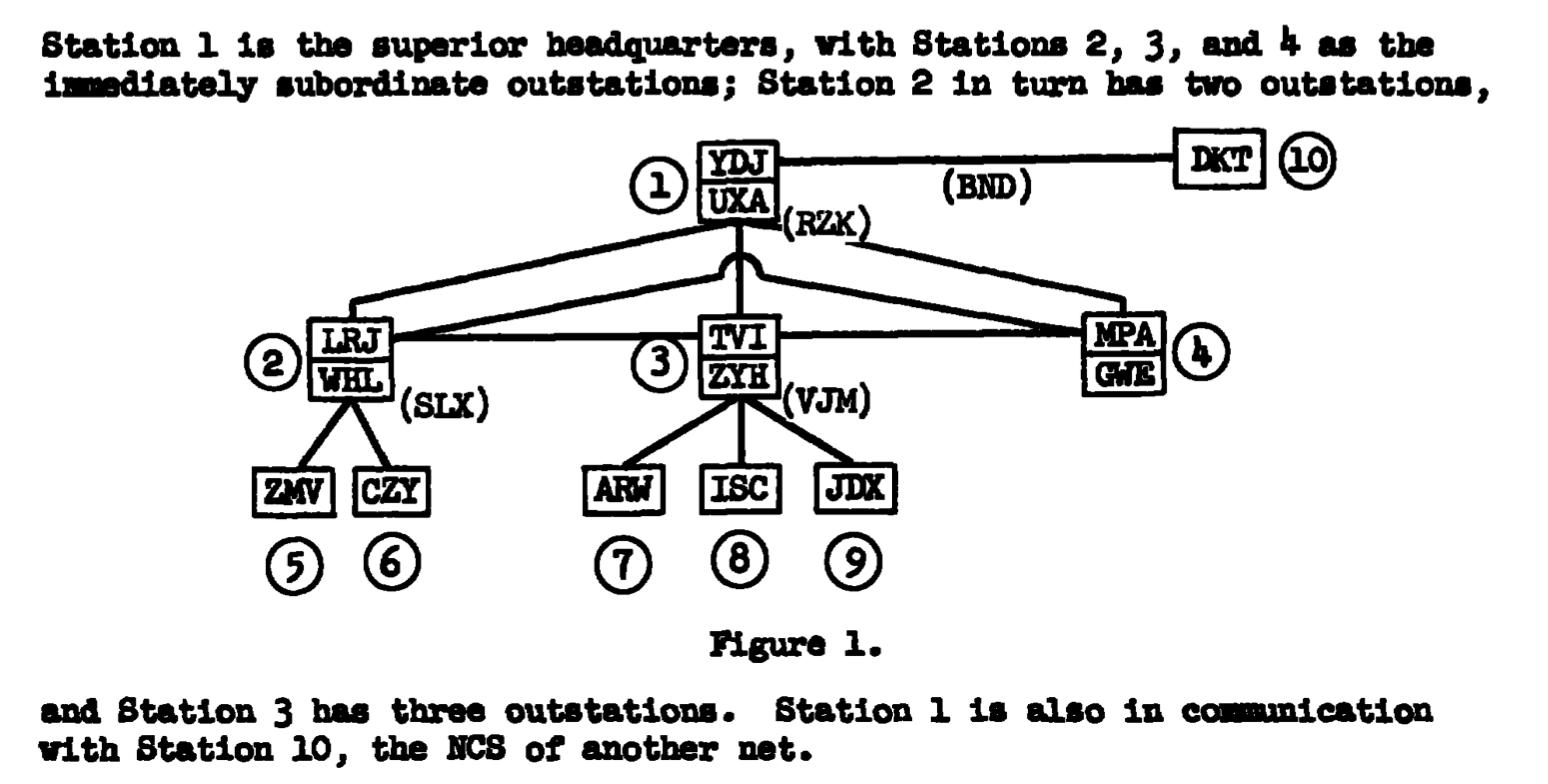 Station 1 is the superior headquarters, with Stations 2, 3, and 4 as the
immediately subordinate outstations; Station 2 in turn has two outstations,
YDJ
DKT
10
1
UXA
(BND)
(RZK)
LRJ
TVI
MPA
2
3
4
WHL
ZYH
GWE
(SLX)
(VJM)
ZMV
CZY
ARW
ISC
JDX
5
6
7
8
9
Figure 1.
and Station 3 has three outstations. Station 1 is also in communication
with Station 10, the NCS of another net.